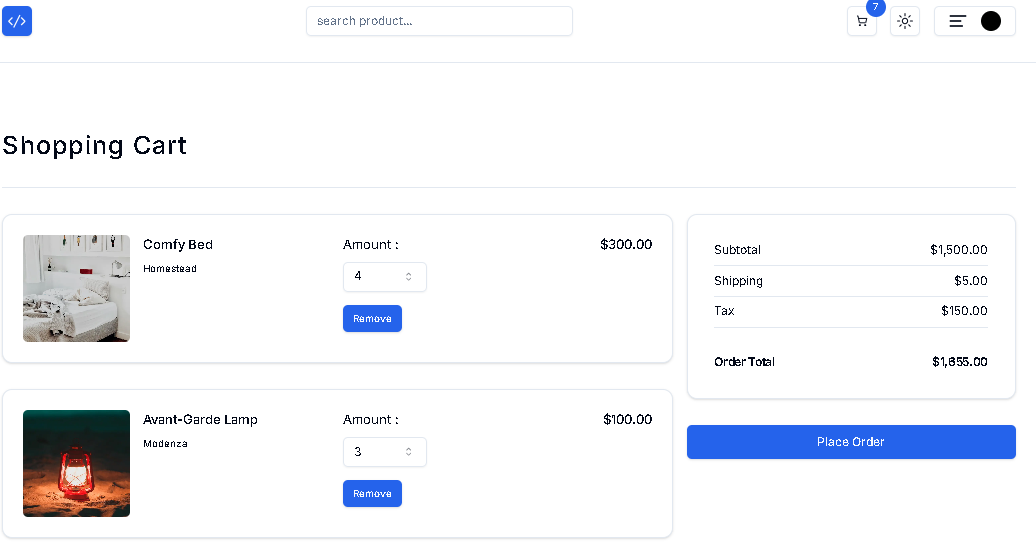 </>
search product...
7
Shopping Cart
Comfy Bed
Homestead
Amount :
4
Remove
$300.00
Avant-Garde Lamp
Modenza
Amount :
3
Remove
$100.00
Subtotal $1,500.00
Shipping $5.00
Tax $150.00
Order Total $1,655.00
Place Order